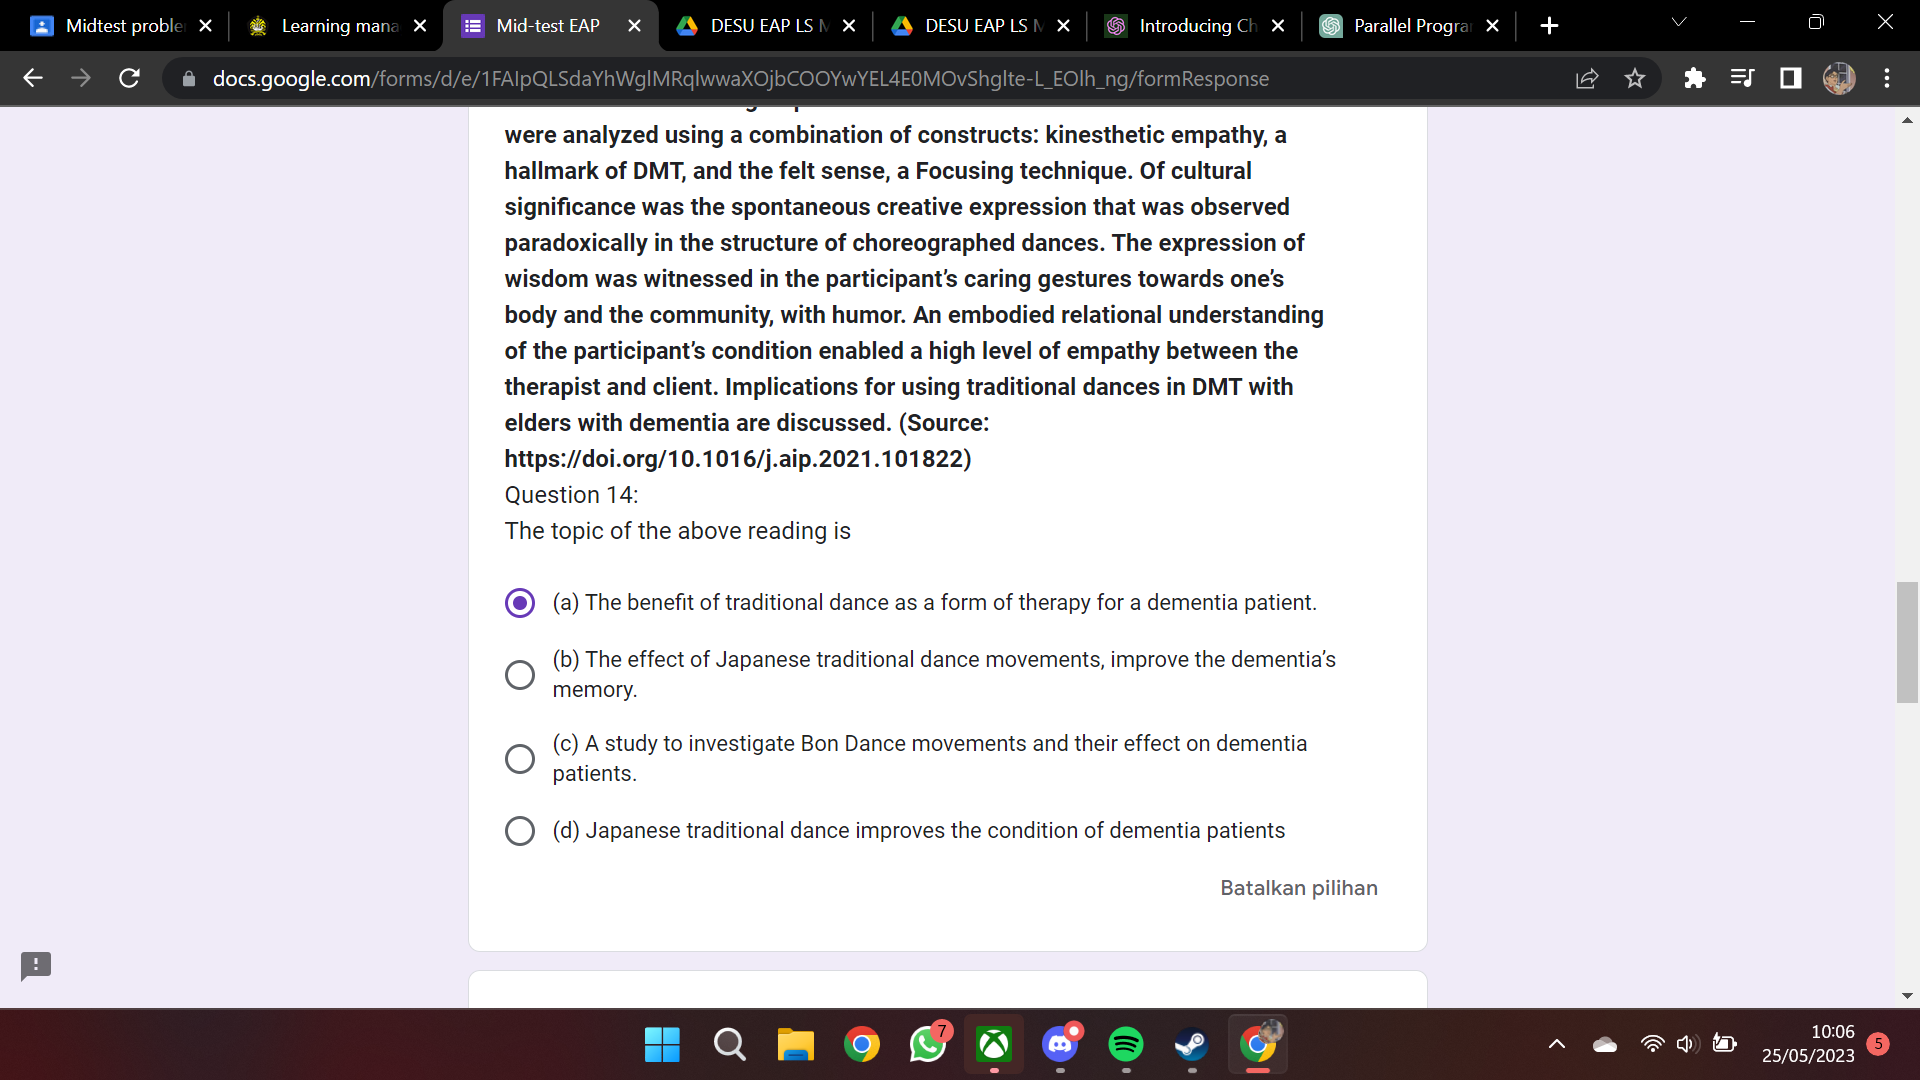 Midtest proble
Learning mana
Mid-test EAP
DESU EAP LS M
DESU EAP LS M
Introducing Ch
Parallel Progra
docs.google.com/forms/d/e/1FAIpQLSdaYhWglMRqlwwaXOjbCOOYwYEL4E0MOvShglte-L_EOlh_ng/formResponse
were analyzed using a combination of constructs: kinesthetic empathy, a
hallmark of DMT, and the felt sense, a Focusing technique. Of cultural
significance was the spontaneous creative expression that was observed
paradoxically in the structure of choreographed dances. The expression of
wisdom was witnessed in the participant’s caring gestures towards one’s
body and the community, with humor. An embodied relational understanding
of the participant’s condition enabled a high level of empathy between the
therapist and client. Implications for using traditional dances in DMT with
elders with dementia are discussed. (Source:
https://doi.org/10.1016/j.aip.2021.101822)
Question 14:
The topic of the above reading is
(a) The benefit of traditional dance as a form of therapy for a dementia patient.
(b) The effect of Japanese traditional dance movements, improve the dementia’s
memory.
(c) A study to investigate Bon Dance movements and their effect on dementia
patients.
(d) Japanese traditional dance improves the condition of dementia patients
Batalkan pilihan
7
10:06
25/05/2023
5